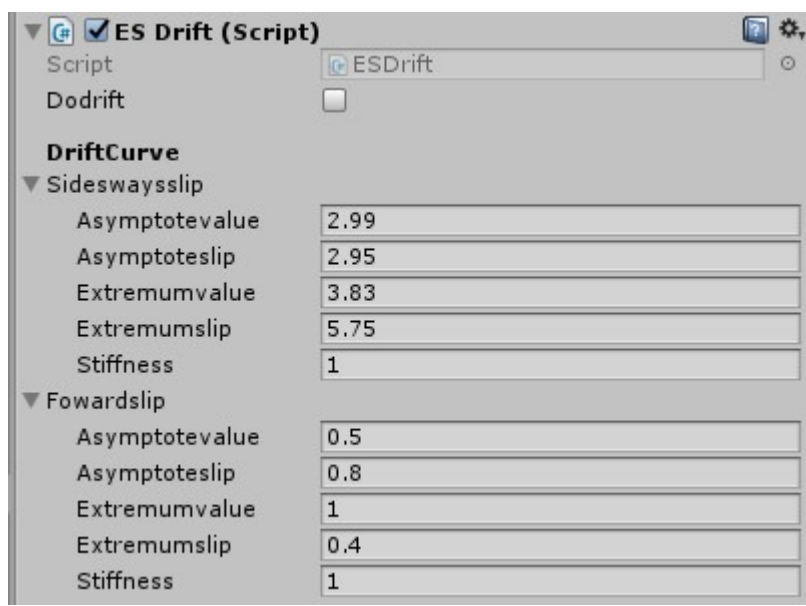 ES Drift (Script)
Script ESDrift
Dodrift
DriftCurve
Sideswaysslip
Asymptotevalue 2.99
Asymptoteslip 2.95
Extremumvalue 3.83
Extremumslip 5.75
Stiffness 1
Fowardslip
Asymptotevalue 0.5
Asymptoteslip 0.8
Extremumvalue 1
Extremumslip 0.4
Stiffness 1